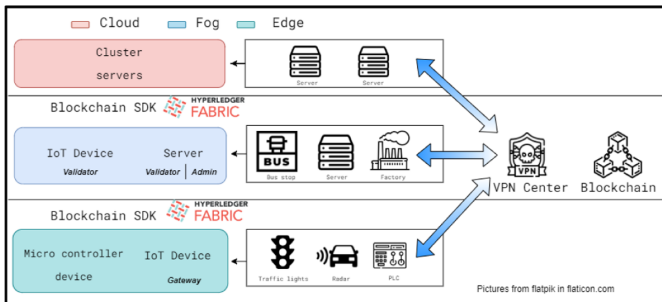 Cloud Fog Edge
Cluster
servers
Server Server
Blockchain SDK HYPERLEDGER
FABRIC
IoT Device Server
Validator Validator | Admin
BUS
Bus stop Server Factory
VPN
VPN Center Blockchain
Blockchain SDK HYPERLEDGER
FABRIC
Micro controller IoT Device
device Gateway
Traffic lights Radar PLC
Pictures from flatpik in flaticon.com